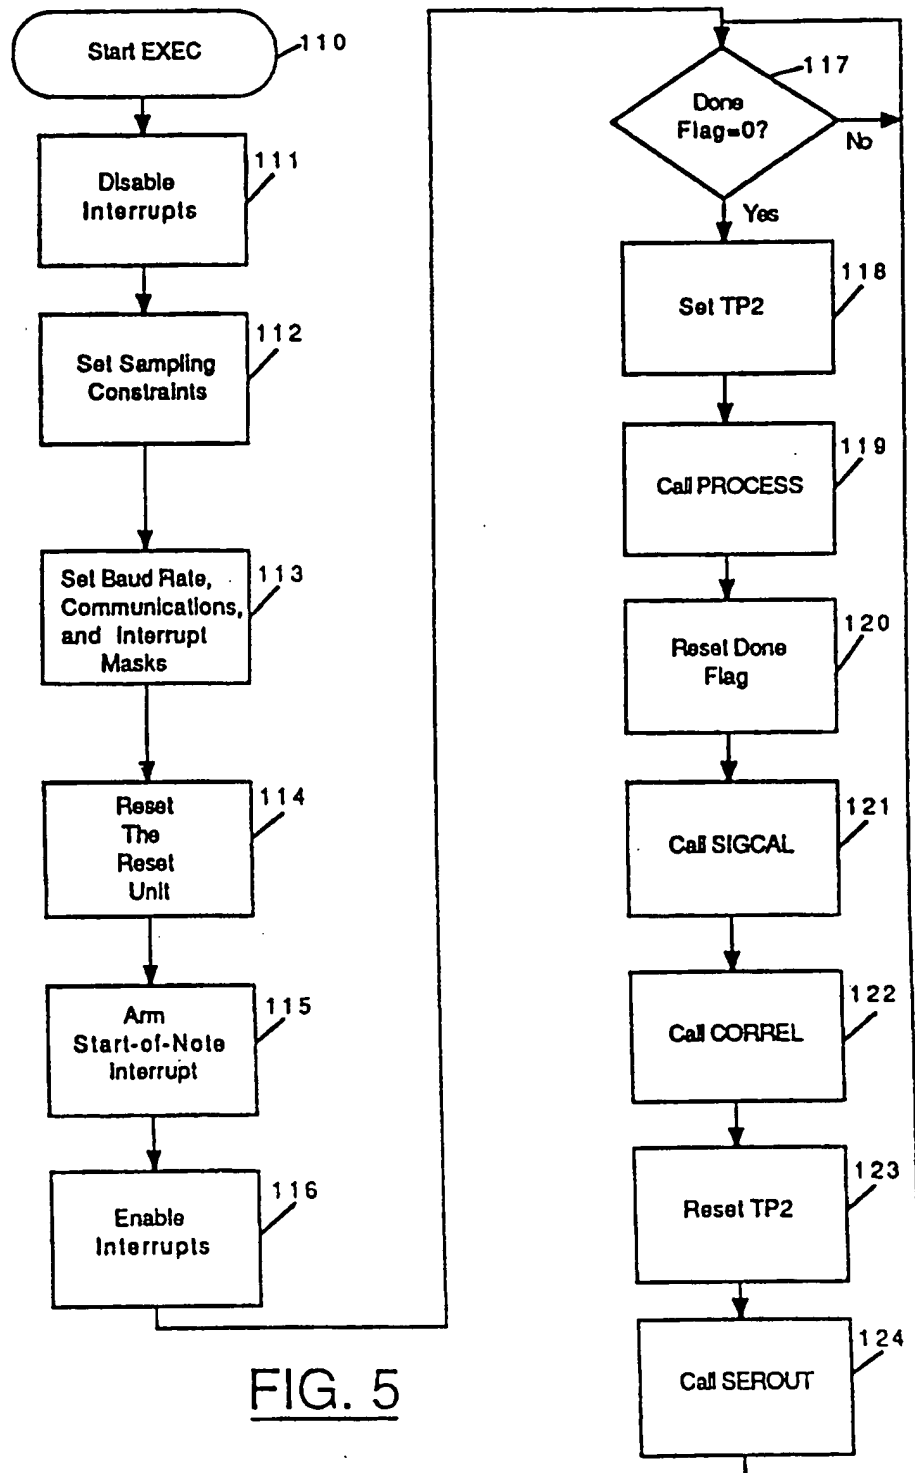 Start EXEC
110
Disable
Interrupts
111
Set Sampling
Constraints
112
Set Baud Rate,
Communications,
and Interrupt
Masks
113
Reset
The
Reset
Unit
114
Arm
Start-of-Note
Interrupt
115
Enable
Interrupts
116
Done
Flag=0?
117
No
Yes
Set TP2
118
Call PROCESS
119
Reset Done
Flag
120
Call SIGCAL
121
Call CORREL
122
Reset TP2
123
Call SEROUT
124
FIG. 5